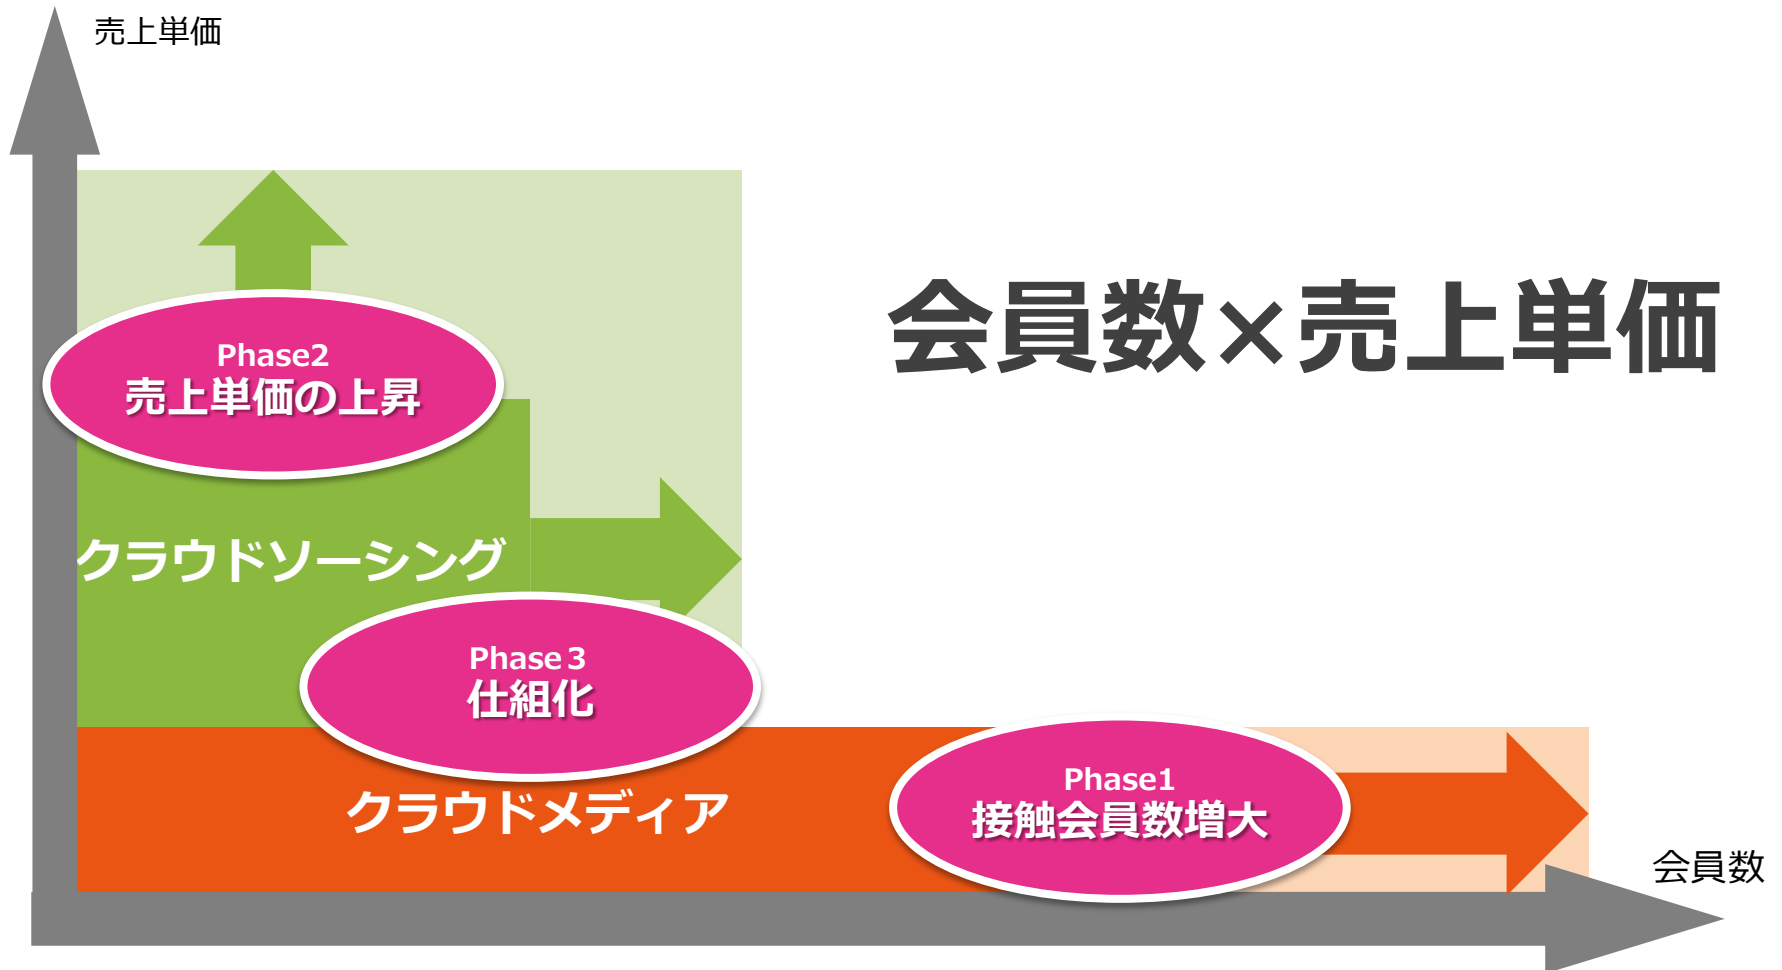 売上単価
会員数×売上単価
Phase2
売上単価の上昇
クラウドソーシング
Phase３
仕組化
Phase1
接触会員数増大
クラウドメディア
会員数